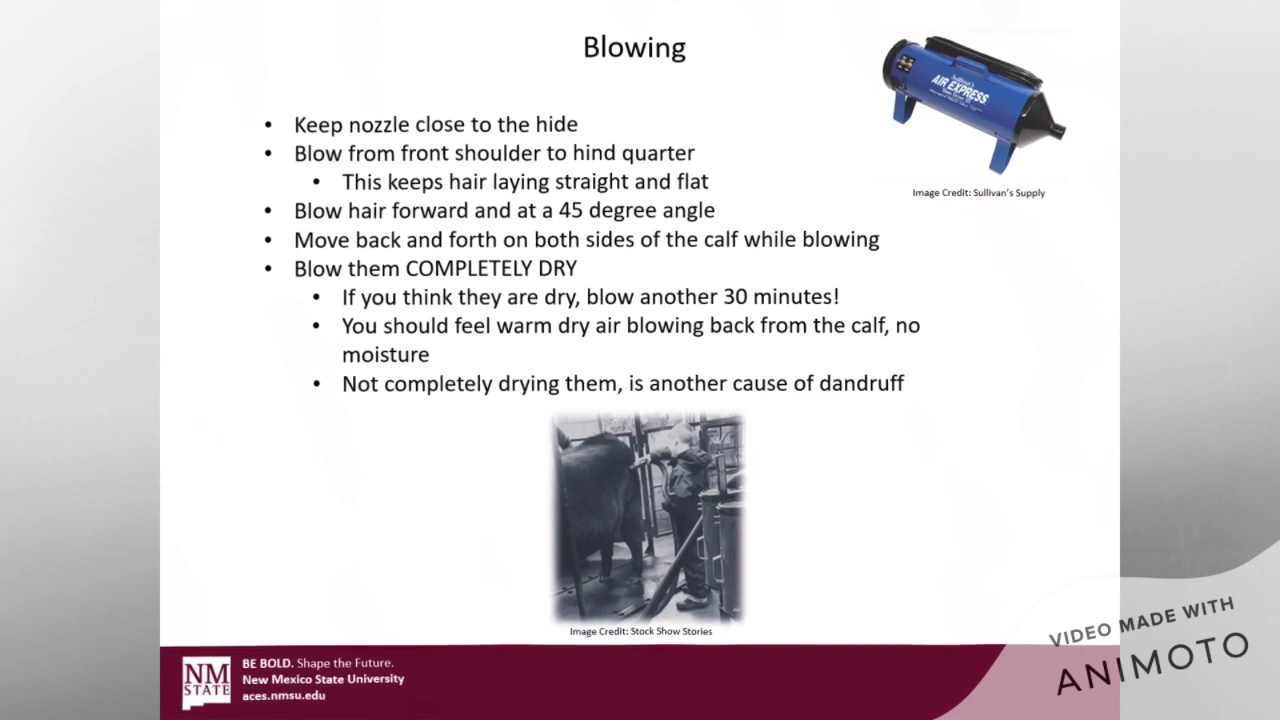 Blowing
• Keep nozzle close to the hide
• Blow from front shoulder to hind quarter
• This keeps hair laying straight and flat
• Blow hair forward and at a 45 degree angle
• Move back and forth on both sides of the calf while blowing
• Blow them COMPLETELY DRY
• If you think they are dry, blow another 30 minutes!
• You should feel warm dry air blowing back from the calf, no
moisture
• Not completely drying them, is another cause of dandruff
Sullivan's
AIR EXPRESS
Image Credit: Sullivan's Supply
Image Credit: Stock Show Stories
NM
STATE
BE BOLD. Shape the Future.
New Mexico State University
aces.nmsu.edu
VIDEO MADE WITH
ANIMOTO